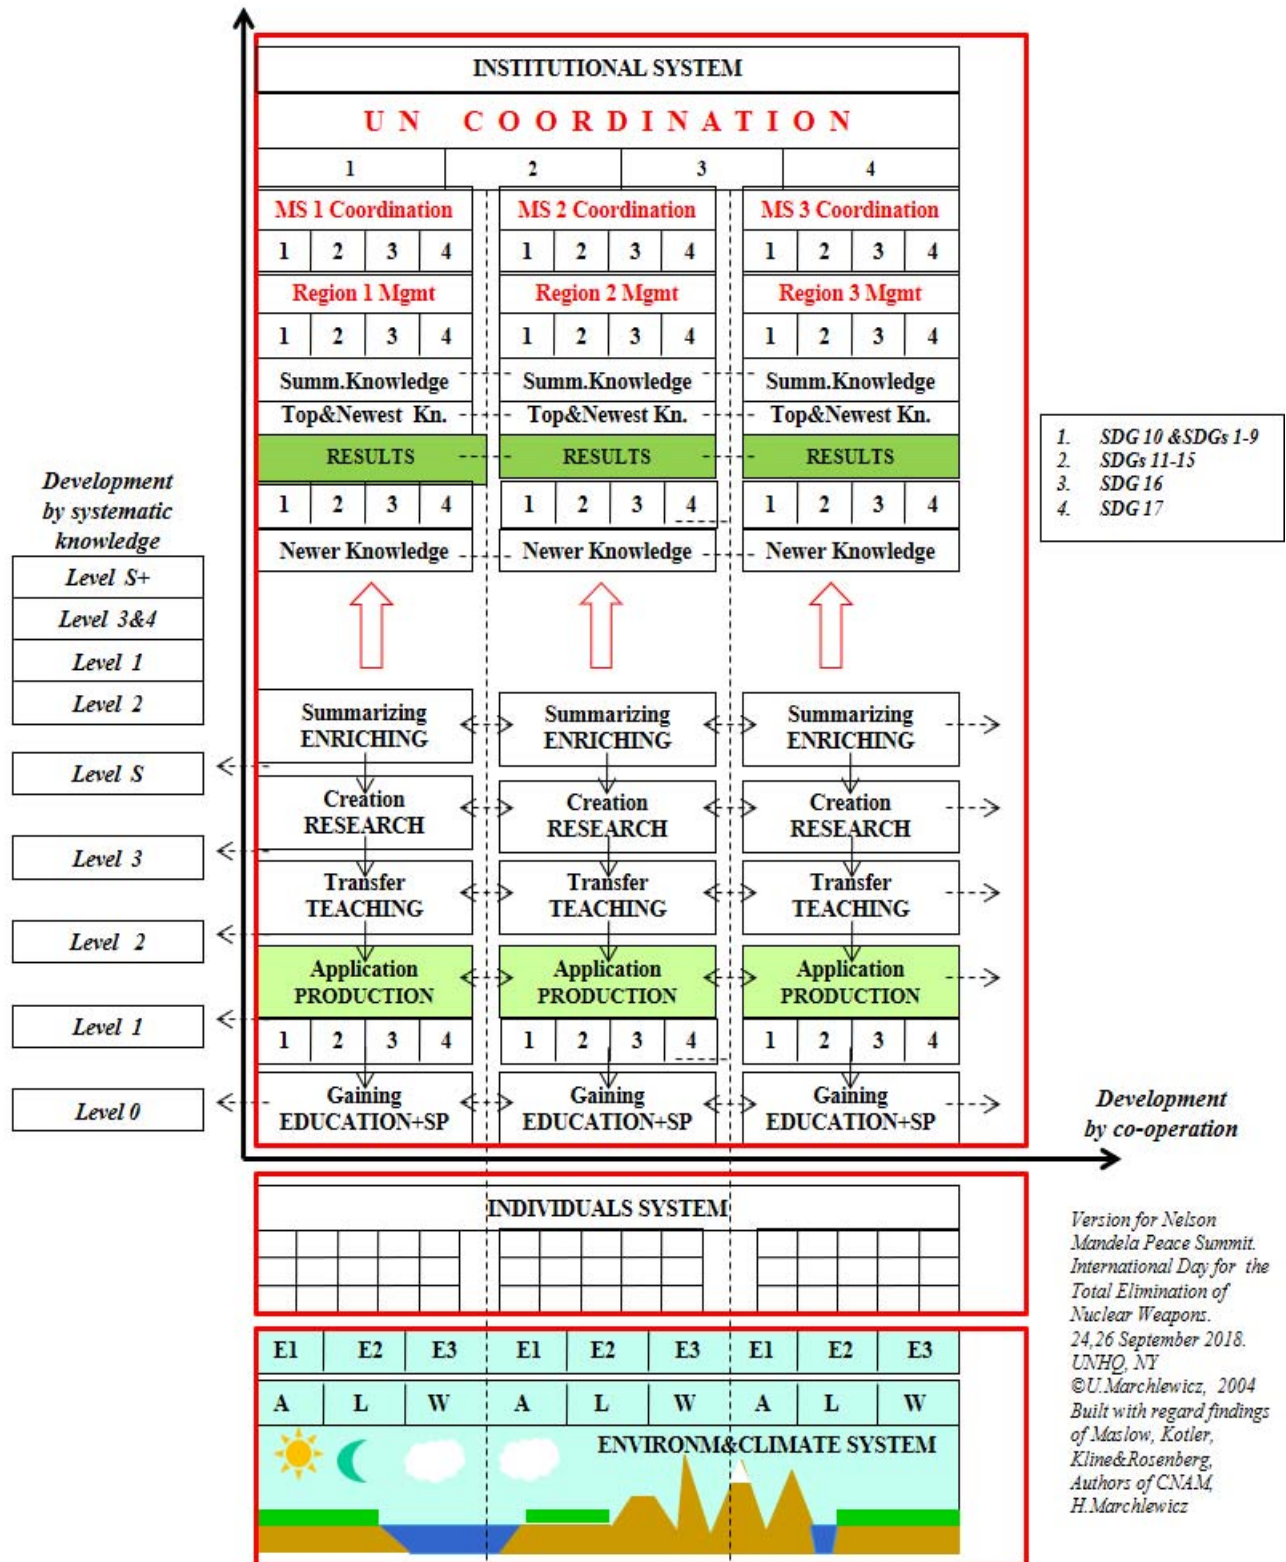 INSTITUTIONAL SYSTEM
UN COORDINATION
1 2 3 4
MS 1 Coordination MS 2 Coordination MS 3 Coordination
1 2 3 4 1 2 3 4 1 2 3 4
Region 1 Mgmt Region 2 Mgmt Region 3 Mgmt
1 2 3 4 1 2 3 4 1 2 3 4
Summ.Knowledge Summ.Knowledge Summ.Knowledge
Top&Newest Kn. Top&Newest Kn. Top&Newest Kn.
RESULTS RESULTS RESULTS
1 2 3 4 1 2 3 4 1 2 3 4
Newer Knowledge Newer Knowledge Newer Knowledge
1. SDG 10 &SDGs 1-9
2. SDGs 11-15
3. SDG 16
4. SDG 17
Development
by systematic
knowledge
Level S+
Level 3&4
Level 1
Level 2
Level S
Level 3
Level 2
Level 1
Level 0
Summarizing Summarizing Summarizing
ENRICHING ENRICHING ENRICHING
Creation Creation Creation
RESEARCH RESEARCH RESEARCH
Transfer Transfer Transfer
TEACHING TEACHING TEACHING
Application Application Application
PRODUCTION PRODUCTION PRODUCTION
1 2 3 4 1 2 3 4 1 2 3 4
Gaining Gaining Gaining
EDUCATION+SP EDUCATION+SP EDUCATION+SP
Development
by co-operation
INDIVIDUALS SYSTEM
E1 E2 E3 E1 E2 E3 E1 E2 E3
A L W A L W A L W
ENVIRONM&CLIMATE SYSTEM
Version for Nelson
Mandela Peace Summit.
International Day for the
Total Elimination of
Nuclear Weapons.
24,26 September 2018.
UNHQ, NY
©U.Marchlewicz, 2004
Built with regard findings
of Maslow, Kotler,
Kline&Rosenberg,
Authors of CNAM,
H.Marchlewicz